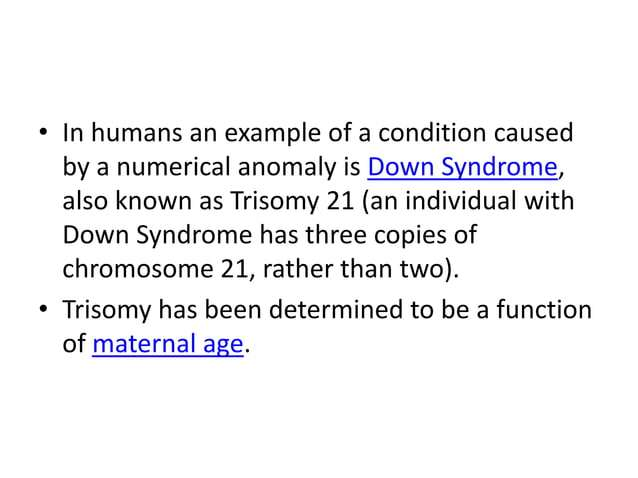 • In humans an example of a condition caused
by a numerical anomaly is Down Syndrome,
also known as Trisomy 21 (an individual with
Down Syndrome has three copies of
chromosome 21, rather than two).
• Trisomy has been determined to be a function
of maternal age.